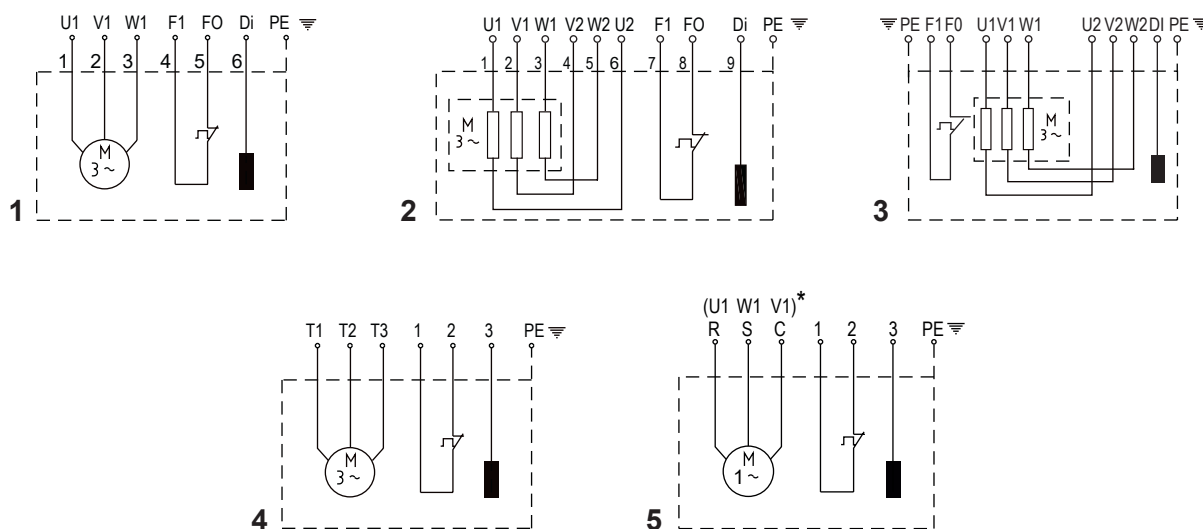 U1 V1 W1 F1 FO Di PE
1 2 3 4 5 6
M
3~
1
U1 V1 W1 V2 W2 U2 F1 FO Di PE
1 2 3 4 5 6 7 8 9
M
3~
2
PE F1 F0 U1 V1 W1 U2 V2 W2 DI PE
M
3~
3
T1 T2 T3 1 2 3 PE
M
3~
4
(U1 W1 V1)*
R S C 1 2 3 PE
M
1~
5